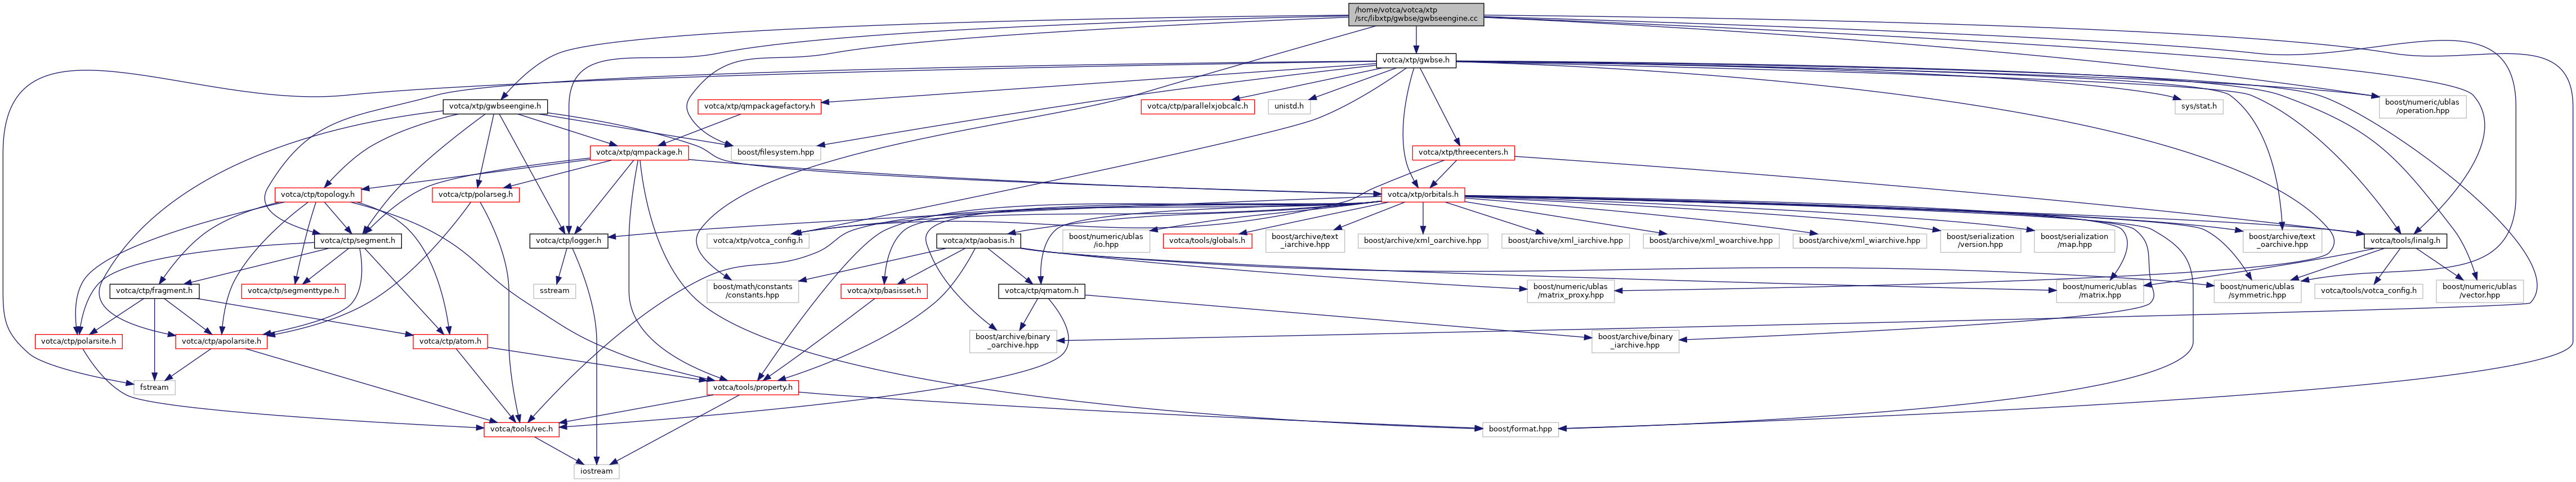 /home/votca/votca/xtp
/src/libxtp/gwbse/gwbseengine.cc
votca/xtp/gwbse.h
votca/xtp/gwbseengine.h
votca/xtp/qmpackagefactory.h
votca/ctp/parallelxjobcalc.h
unistd.h
sys/stat.h
boost/numeric/ublas
/operation.hpp
votca/xtp/qmpackage.h
boost/filesystem.hpp
votca/xtp/threecenters.h
votca/ctp/topology.h
votca/ctp/polarseg.h
votca/xtp/orbitals.h
votca/ctp/segment.h
votca/ctp/logger.h
votca/xtp/votca_config.h
votca/xtp/aobasis.h
boost/numeric/ublas
/io.hpp
votca/tools/globals.h
boost/archive/text
_iarchive.hpp
boost/archive/xml_oarchive.hpp
boost/archive/xml_iarchive.hpp
boost/archive/xml_woarchive.hpp
boost/archive/xml_wiarchive.hpp
boost/serialization
/version.hpp
boost/serialization
/map.hpp
boost/archive/text
_oarchive.hpp
votca/tools/linalg.h
votca/ctp/fragment.h
votca/ctp/segmenttype.h
sstream
boost/math/constants
/constants.hpp
votca/xtp/basisset.h
votca/ctp/qmatom.h
boost/numeric/ublas
/matrix_proxy.hpp
boost/numeric/ublas
/matrix.hpp
boost/numeric/ublas
/symmetric.hpp
votca/tools/votca_config.h
boost/numeric/ublas
/vector.hpp
votca/ctp/polarsite.h
votca/ctp/apolarsite.h
votca/ctp/atom.h
boost/archive/binary
_oarchive.hpp
boost/archive/binary
_iarchive.hpp
fstream
votca/tools/property.h
votca/tools/vec.h
boost/format.hpp
iostream